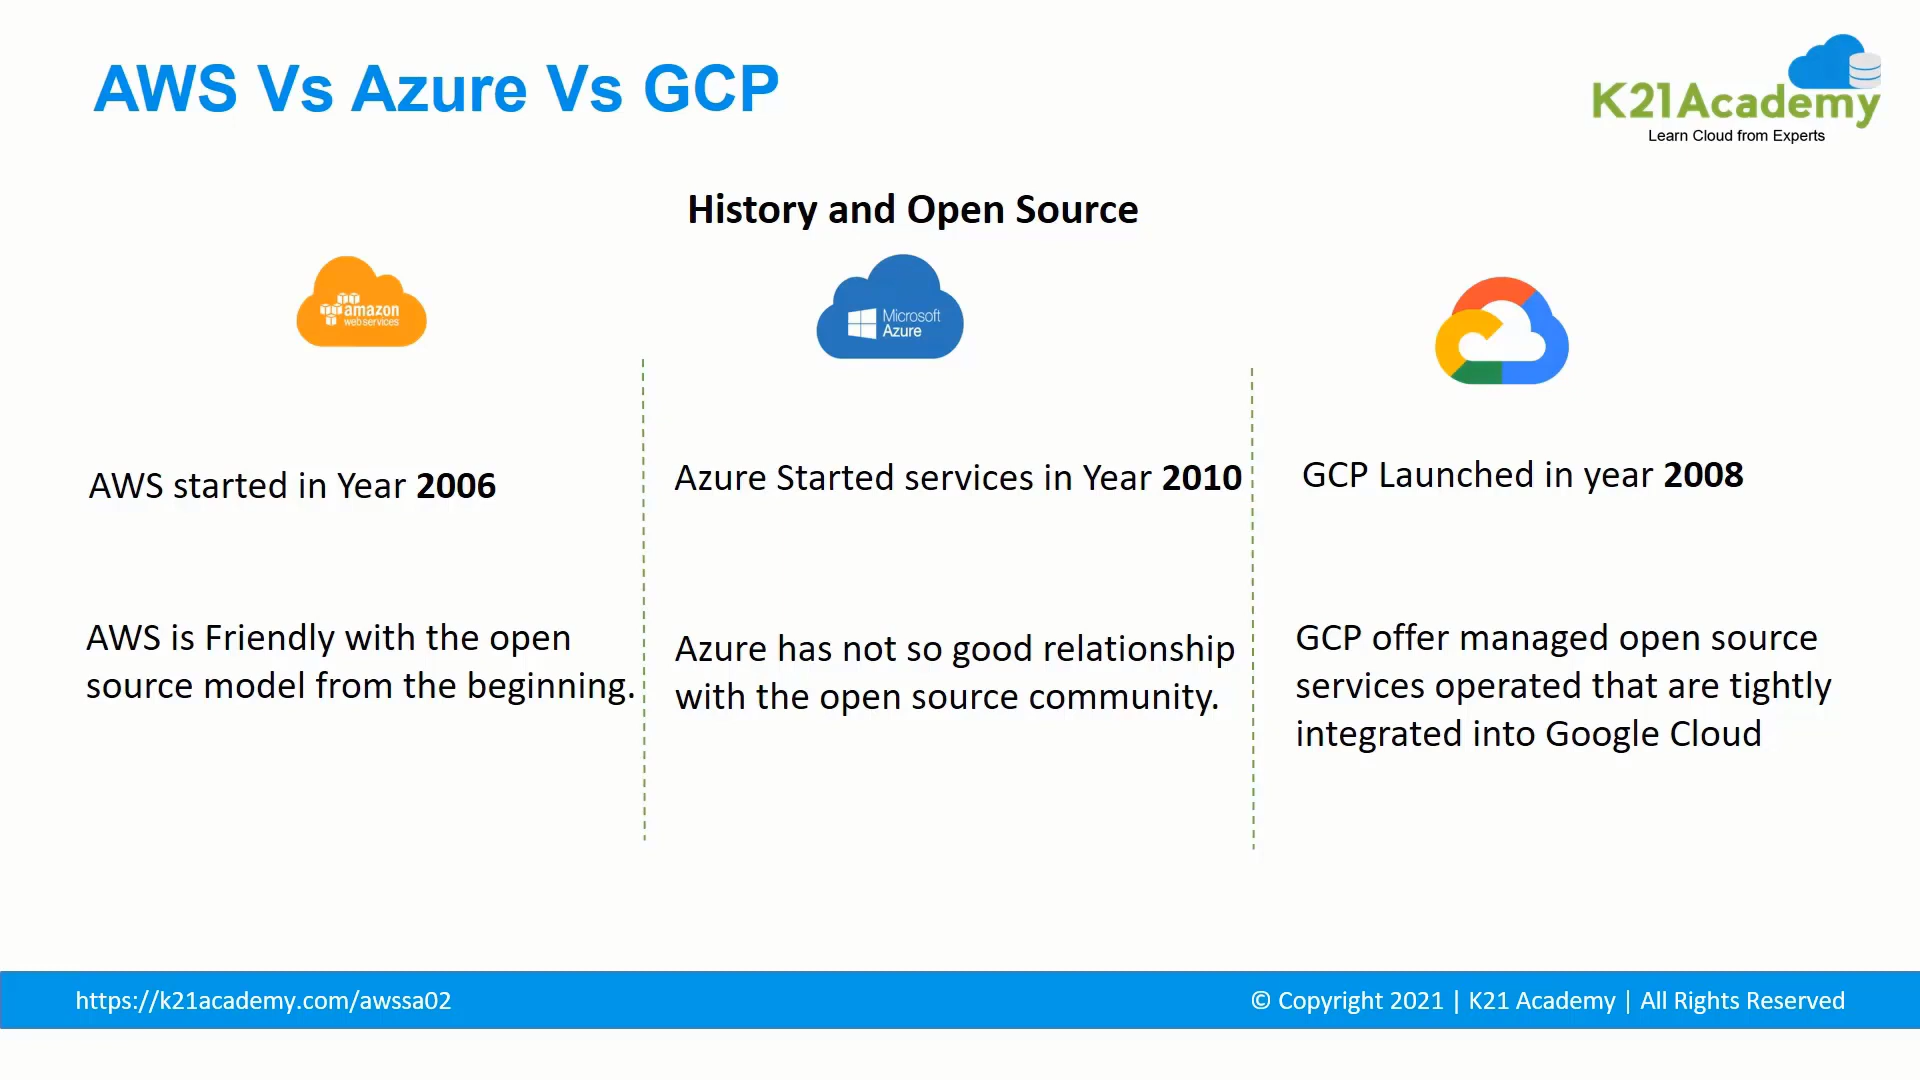 AWS Vs Azure Vs GCP
K21Academy
Learn Cloud from Experts
History and Open Source
amazon
webservices
Microsoft
Azure
AWS started in Year 2006
Azure Started services in Year 2010
GCP Launched in year 2008
AWS is Friendly with the open
source model from the beginning.
Azure has not so good relationship
with the open source community.
GCP offer managed open source
services operated that are tightly
integrated into Google Cloud
https://k21academy.com/awssa02
© Copyright 2021 | K21 Academy | All Rights Reserved